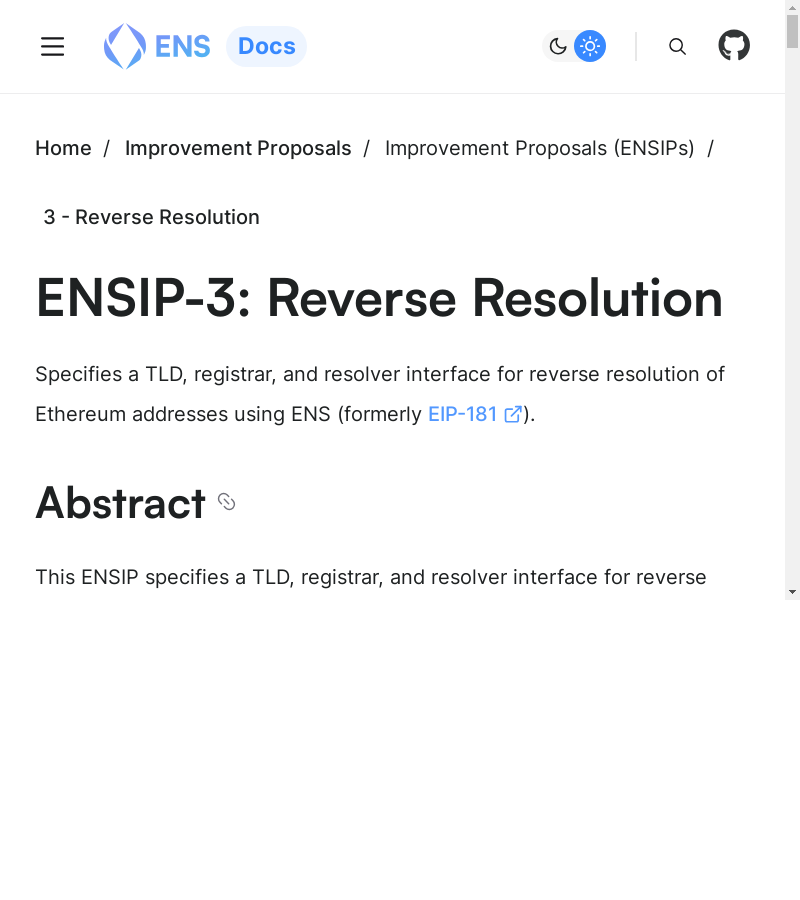 ENS Docs
Home / Improvement Proposals / Improvement Proposals (ENSIPs) /
3 - Reverse Resolution
ENSIP-3: Reverse Resolution
Specifies a TLD, registrar, and resolver interface for reverse resolution of
Ethereum addresses using ENS (formerly EIP-181).
Abstract
This ENSIP specifies a TLD, registrar, and resolver interface for reverse